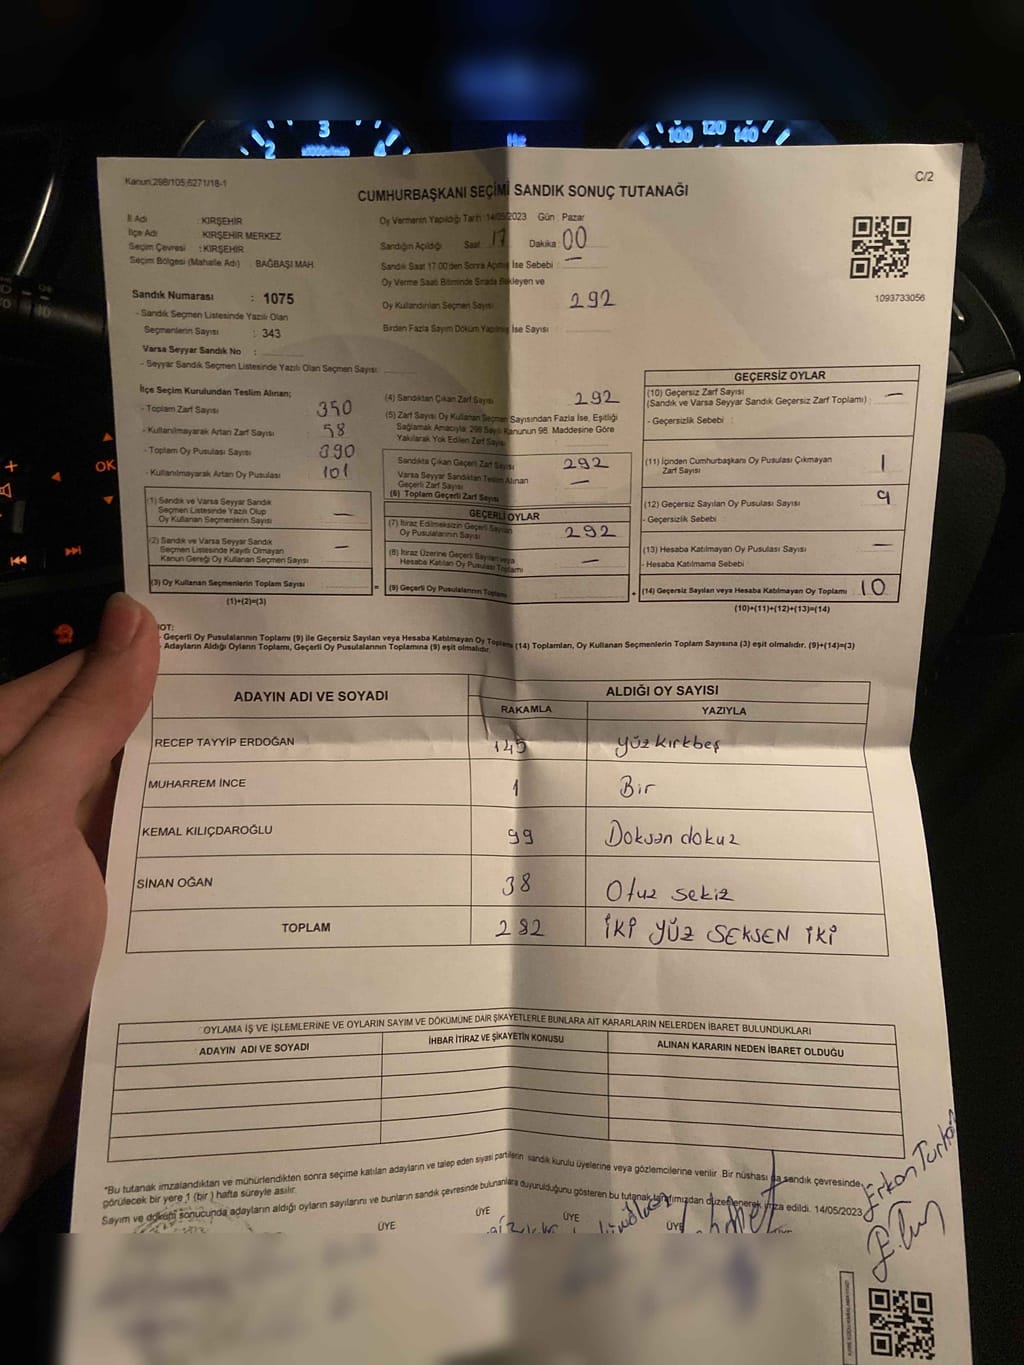 3
2
4
100 120 140
Kanun:298/105;6271/18-1
C/2
CUMHURBAŞKANI SEÇİMİ SANDIK SONUÇ TUTANAĞI
İl Adı : KIRŞEHİR
İlçe Adı : KIRŞEHİR MERKEZ
Seçim Çevresi : KIRŞEHİR
Seçim Bölgesi (Mahalle Adı) : BAĞBAŞI MAH.
Oy Vermenin Yapıldığı Tarih: 14/05/2023 Gün : Pazar
Sandığın Açıldığı Saat : 17 Dakika : 00
Sandık Saat 17:00'den Sonra Açılmış İse Sebebi : —
Oy Verme Saati Bitiminde Sırada Bekleyen ve
Oy Kullandırılan Seçmen Sayısı 292
Birden Fazla Sayım Döküm Yapılmış İse Sayısı :
1093733056
Sandık Numarası : 1075
- Sandık Seçmen Listesinde Yazılı Olan
Seçmenlerin Sayısı : 343
Varsa Seyyar Sandık No :
- Seyyar Sandık Seçmen Listesinde Yazılı Olan Seçmen Sayısı:
İlçe Seçim Kurulundan Teslim Alınan;
- Toplam Zarf Sayısı 350
- Kullanılmayarak Artan Zarf Sayısı : 58
- Toplam Oy Pusulası Sayısı 390
- Kullanılmayarak Artan Oy Pusulası 101
(1) Sandık ve Varsa Seyyar Sandık
Seçmen Listesinde Yazılı Olup
Oy Kullanan Seçmenlerin Sayısı —
(2) Sandık ve Varsa Seyyar Sandık
Seçmen Listesinde Kayıtlı Olmayan
Kanun Gereği Oy Kullanan Seçmen Sayısı —
(3) Oy Kullanan Seçmenlerin Toplam Sayısı
(1)+(2)=(3)
=
(4) Sandıktan Çıkan Zarf Sayısı 292
(5) Zarf Sayısı Oy Kullanan Seçmen Sayısından Fazla İse, Eşitliği
Sağlamak Amacıyla; 298 Sayılı Kanunun 98. Maddesine Göre
Yakılarak Yok Edilen Zarf Sayısı
Sandıkta Çıkan Geçerli Zarf Sayısı 292
Varsa Seyyar Sandıktan Teslim Alınan
Geçerli Zarf Sayısı —
(6) Toplam Geçerli Zarf Sayısı
GEÇERLİ OYLAR
(7) İtiraz Edilmeksizin Geçerli Sayılan
Oy Pusulalarının Sayısı : 292
(8) İtiraz Üzerine Geçerli Sayılan veya
Hesaba Katılan Oy Pusulası Toplamı —
(9) Geçerli Oy Pusulalarının Toplamı
+
GEÇERSİZ OYLAR
(10) Geçersiz Zarf Sayısı
(Sandık ve Varsa Seyyar Sandık Geçersiz Zarf Toplamı) : —
- Geçersizlik Sebebi :
(11) İçinden Cumhurbaşkanı Oy Pusulası Çıkmayan
Zarf Sayısı 1
(12) Geçersiz Sayılan Oy Pusulası Sayısı 9
- Geçersizlik Sebebi :
(13) Hesaba Katılmayan Oy Pusulası Sayısı —
- Hesaba Katılmama Sebebi :
(14) Geçersiz Sayılan veya Hesaba Katılmayan Oy Toplamı 10
(10)+(11)+(12)+(13)=(14)
NOT:
- Geçerli Oy Pusulalarının Toplamı (9) ile Geçersiz Sayılan veya Hesaba Katılmayan Oy Toplamı (14) Toplamları, Oy Kullanan Seçmenlerin Toplam Sayısına (3) eşit olmalıdır. (9)+(14)=(3)
- Adayların Aldığı Oyların Toplamı, Geçerli Oy Pusulalarının Toplamına (9) eşit olmalıdır.
ADAYIN ADI VE SOYADI
ALDIĞI OY SAYISI
RAKAMLA YAZIYLA
RECEP TAYYİP ERDOĞAN 145 yüz kırkbeş
MUHARREM İNCE 1 Bir
KEMAL KILIÇDAROĞLU 99 Doksan dokuz
SİNAN OĞAN 38 Otuz sekiz
TOPLAM 282 İKİ YÜZ SEKSEN İKİ
OYLAMA İŞ VE İŞLEMLERİNE VE OYLARIN SAYIM VE DÖKÜMÜNE DAİR ŞİKAYETLERLE BUNLARA AİT KARARLARIN NELERDEN İBARET BULUNDUKLARI
ADAYIN ADI VE SOYADI İHBAR İTİRAZ VE ŞİKAYETİN KONUSU ALINAN KARARIN NEDEN İBARET OLDUĞU
*Bu tutanak imzalandıktan ve mühürlendikten sonra seçime katılan adayların ve talep eden siyasi partilerin sandık kurulu üyelerine veya gözlemcilerine verilir. Bir nüshası da sandık çevresinde
görülecek bir yere 1 (bir) hafta süreyle asılır.
Sayım ve döküm sonucunda adayların aldığı oyların sayılarını ve bunların sandık çevresinde bulunanlara duyurulduğunu gösteren bu tutanak tarafımızdan düzenlenerek imza edildi. 14/05/2023
ÜYE ÜYE ÜYE ÜYE
Erkan
OK